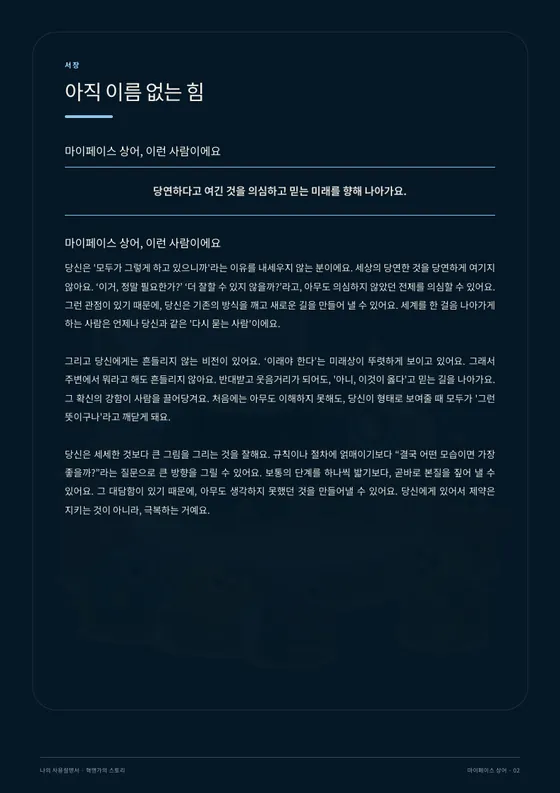 서장
아직 이름 없는 힘
마이페이스 상어, 이런 사람이에요
당연하다고 여긴 것을 의심하고 믿는 미래를 향해 나아가요.
마이페이스 상어, 이런 사람이에요
당신은 '모두가 그렇게 하고 있으니까'라는 이유를 내세우지 않는 분이에요. 세상의 당연한 것을 당연하게 여기지
않아요. '이거, 정말 필요한가?' '더 잘할 수 있지 않을까?'라고, 아무도 의심하지 않았던 전제를 의심할 수 있어요.
그런 관점이 있기 때문에, 당신은 기존의 방식을 깨고 새로운 길을 만들어 낼 수 있어요. 세계를 한 걸음 나아가게
하는 사람은 언제나 당신과 같은 '다시 묻는 사람'이에요.
그리고 당신에게는 흔들리지 않는 비전이 있어요. '이래야 한다'는 미래상이 뚜렷하게 보이고 있어요. 그래서
주변에서 뭐라고 해도 흔들리지 않아요. 반대받고 웃음거리가 되어도, '아니, 이것이 옳다'고 믿는 길을 나아가요.
그 확신의 강함이 사람을 끌어당겨요. 처음에는 아무도 이해하지 못해도, 당신이 형태로 보여줄 때 모두가 '그런
뜻이구나'라고 깨닫게 돼요.
당신은 세세한 것보다 큰 그림을 그리는 것을 잘해요. 규칙이나 절차에 얽매이기보다 “결국 어떤 모습이면 가장
좋을까?”라는 질문으로 큰 방향을 그릴 수 있어요. 보통의 단계를 하나씩 밟기보다, 곧바로 본질을 짚어 낼 수
있어요. 그 대담함이 있기 때문에, 아무도 생각하지 못했던 것을 만들어낼 수 있어요. 당신에게 있어서 제약은
지키는 것이 아니라, 극복하는 거예요.
나의 사용설명서 · 혁명가의 스토리
마이페이스 상어 · 02